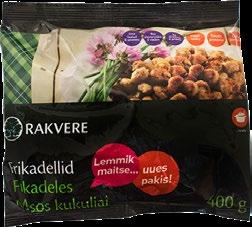 RAKVERE
Frikadellid
Fikadeles
Mėsos kukuliai
Lemmik
maitse...
uues
pakis!
400 g